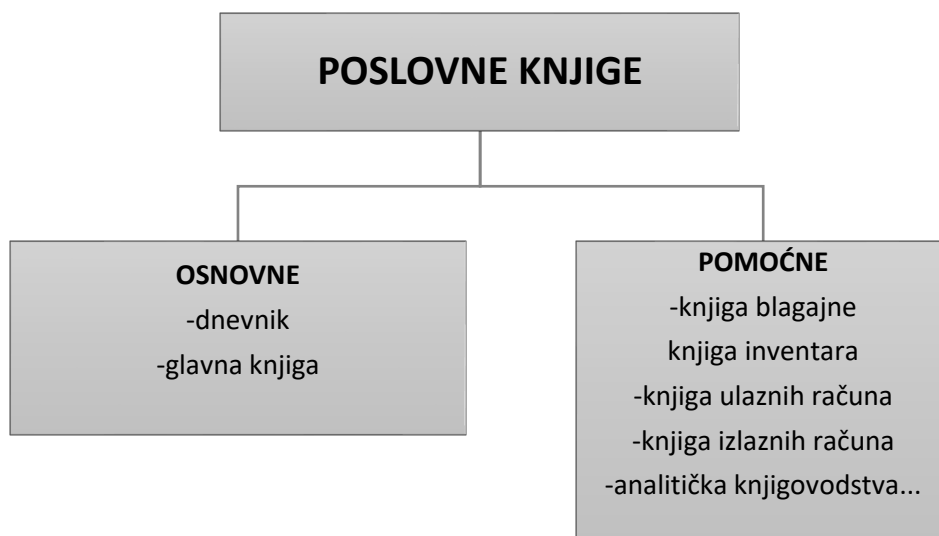 POSLOVNE KNJIGE
OSNOVNE
-dnevnik
-glavna knjiga
POMOĆNE
-knjiga blagajne
knjiga inventara
-knjiga ulaznih računa
-knjiga izlaznih računa
-analitička knjigovodstva...